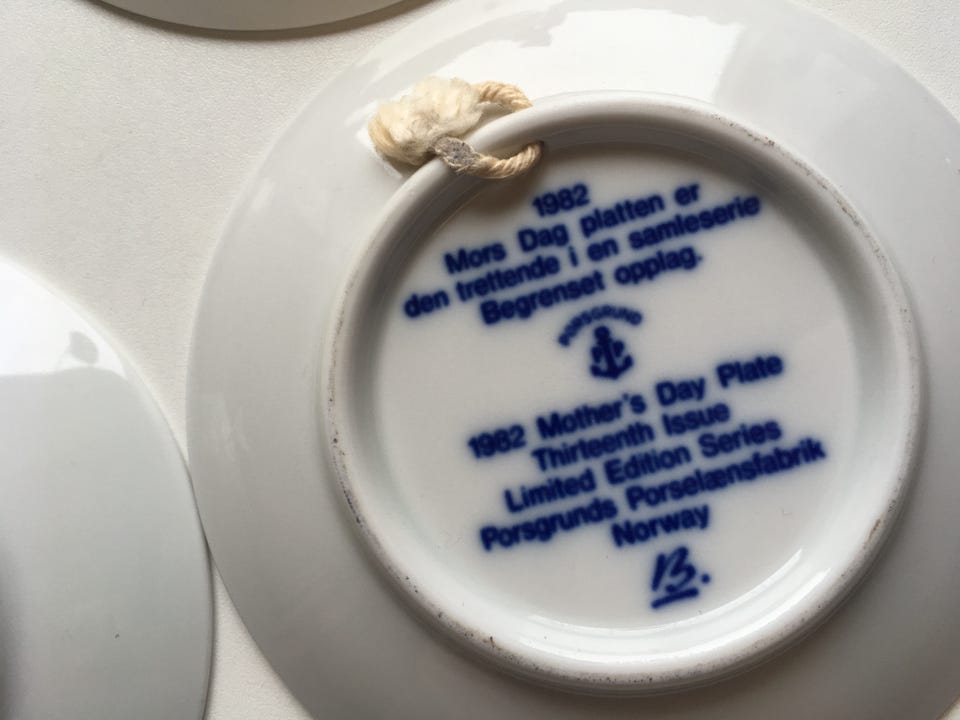 1982
Mors Dag platten er
den trettende i en samleserie
Begrenset opplag.
PORSGRUND
1982 Mother's Day Plate
Thirteenth Issue
Limited Edition Series
Porsgrunds Porselænsfabrik
Norway
B.